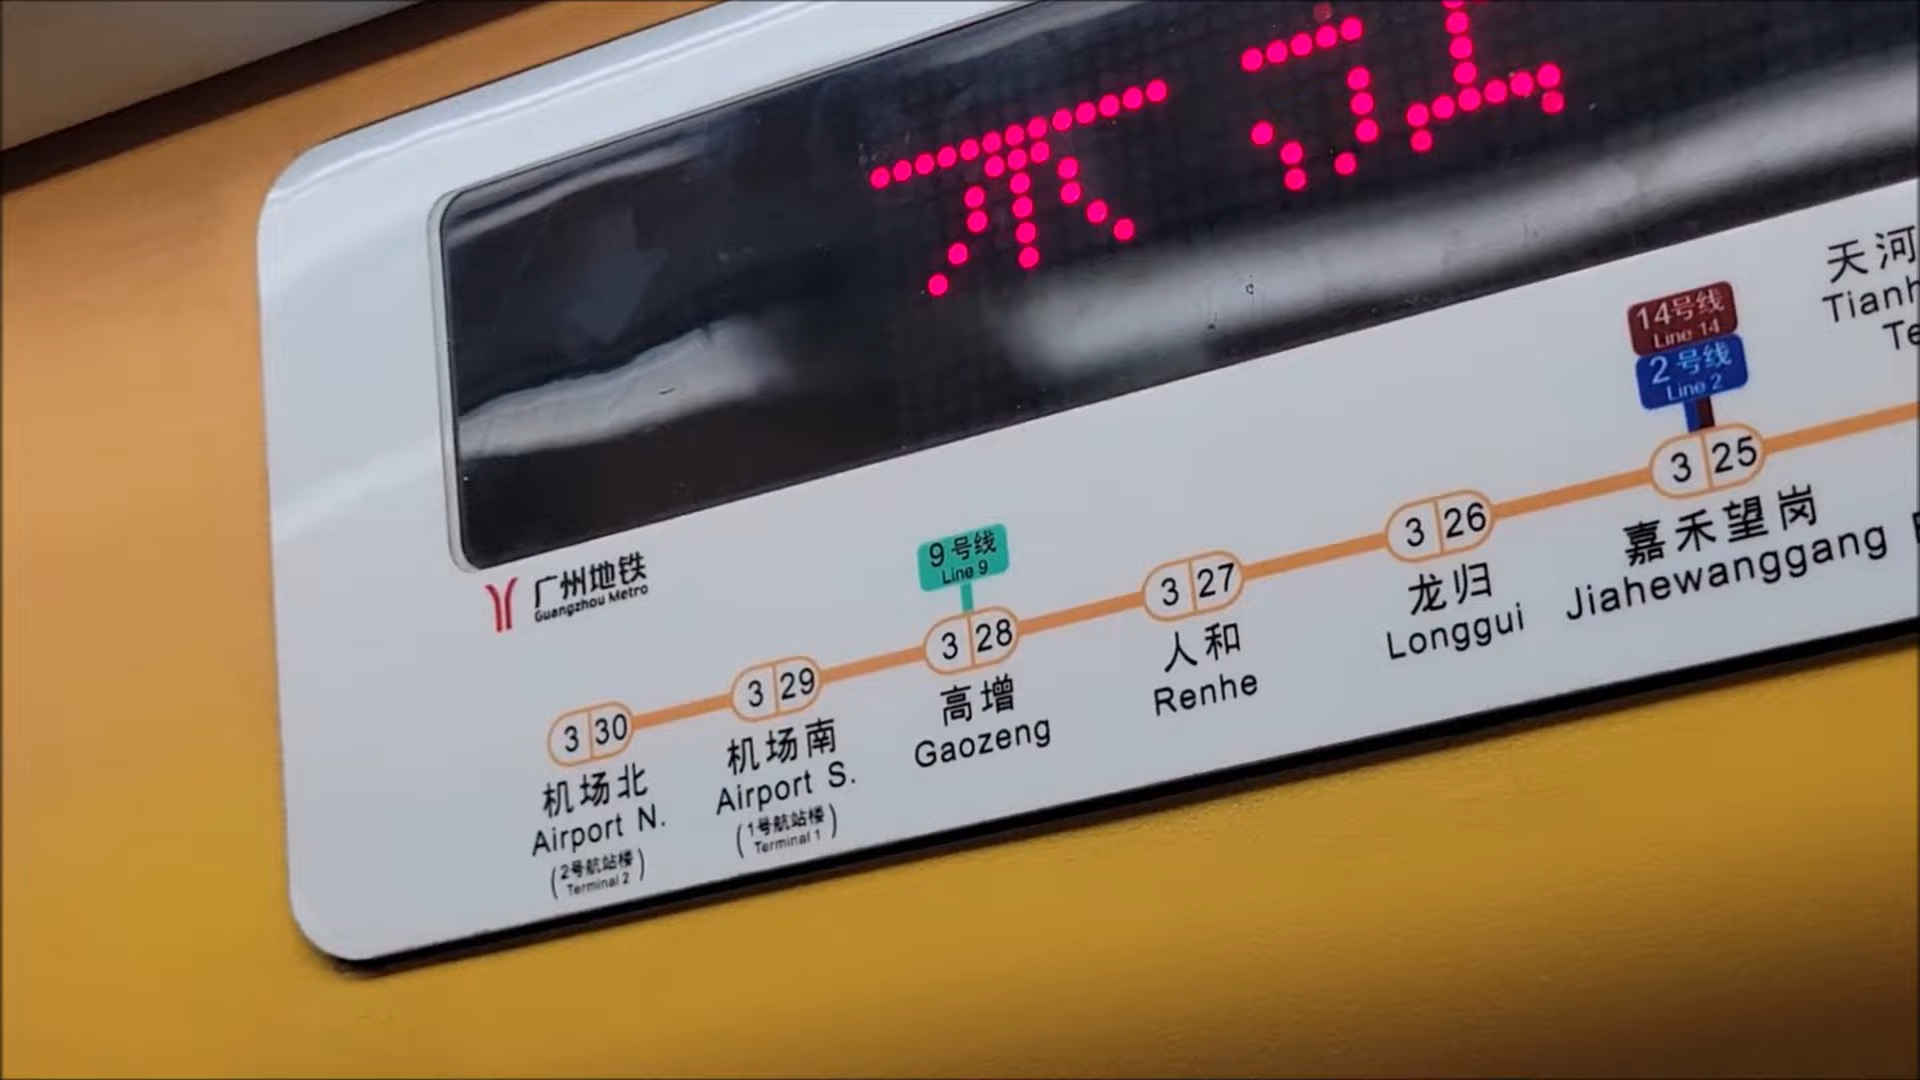 14号线
Line 14
2号线
Line 2
天河
Tianh
Te
9号线
Line 9
广州地铁
Guangzhou Metro
3 30
机场北
Airport N.
(2号航站楼
Terminal 2)
3 29
机场南
Airport S.
(1号航站楼
Terminal 1)
3 28
高增
Gaozeng
3 27
人和
Renhe
3 26
龙归
Longgui
3 25
嘉禾望岗
Jiahewanggang